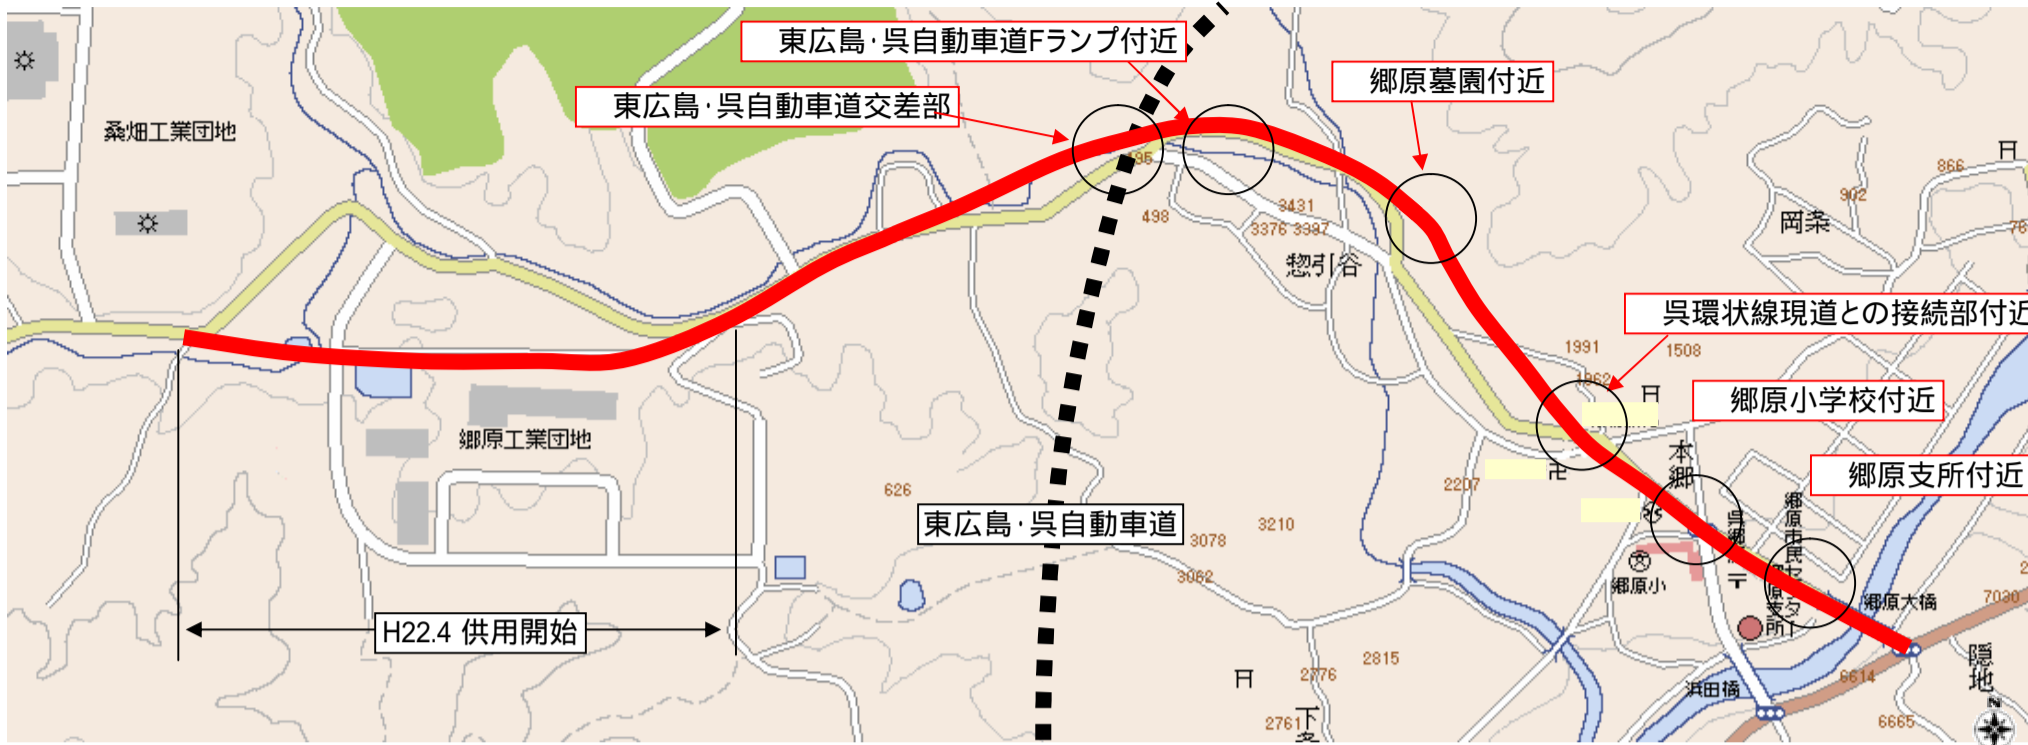 東広島・呉自動車道Fランプ付近
東広島・呉自動車道交差部
郷原墓園付近
桑畑工業団地
866
902
岡条
498
3431
3376
3397
惣引谷
呉環状線現道との接続部付近
1991
1508
郷原小学校付近
本郷
郷原工業団地
郷原支所付近
2207
626
東広島・呉自動車道
3210
3078
3062
郷原小
郷原大橋
7030
H22.4 供用開始
2815
2776
6614
隠地
浜田橋
2761
6665